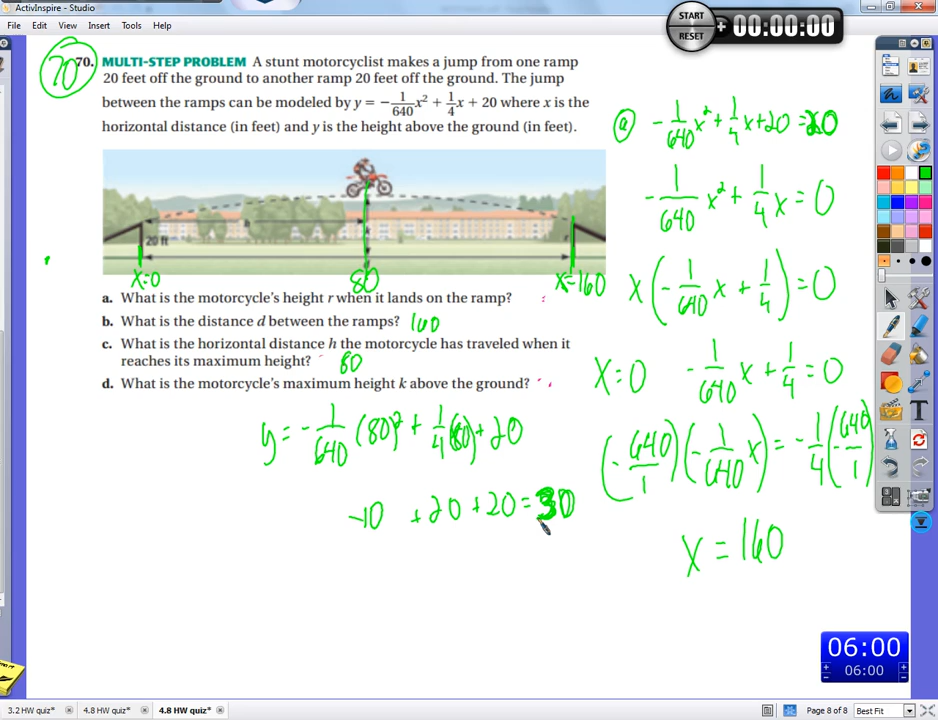 ActivInspire - Studio
File Edit View Insert Tools Help
START
RESET
00:00:00
70
70. MULTI-STEP PROBLEM A stunt motorcyclist makes a jump from one ramp
20 feet off the ground to another ramp 20 feet off the ground. The jump
between the ramps can be modeled by y = −1/640x² + 1/4x + 20 where x is the
horizontal distance (in feet) and y is the height above the ground (in feet).
20 ft
x=0
80
x=160
a. What is the motorcycle's height r when it lands on the ramp?
b. What is the distance d between the ramps? 160
c. What is the horizontal distance h the motorcycle has traveled when it
reaches its maximum height? 80
d. What is the motorcycle's maximum height k above the ground?
y = -1/640 (80)² + 1/4(80) + 20
-10 +20 +20 = 30
a -1/640x² + 1/4x + 20 = 20
-1/640 x² + 1/4x = 0
x(-1/640x + 1/4) = 0
x=0 -1/640x + 1/4 = 0
(-640/1)(-1/640x) = -1/4(-640/1)
x = 160
06:00
06:00
3.2 HW quiz* 4.8 HW quiz* 4.8 HW quiz*
Page 8 of 8 Best Fit